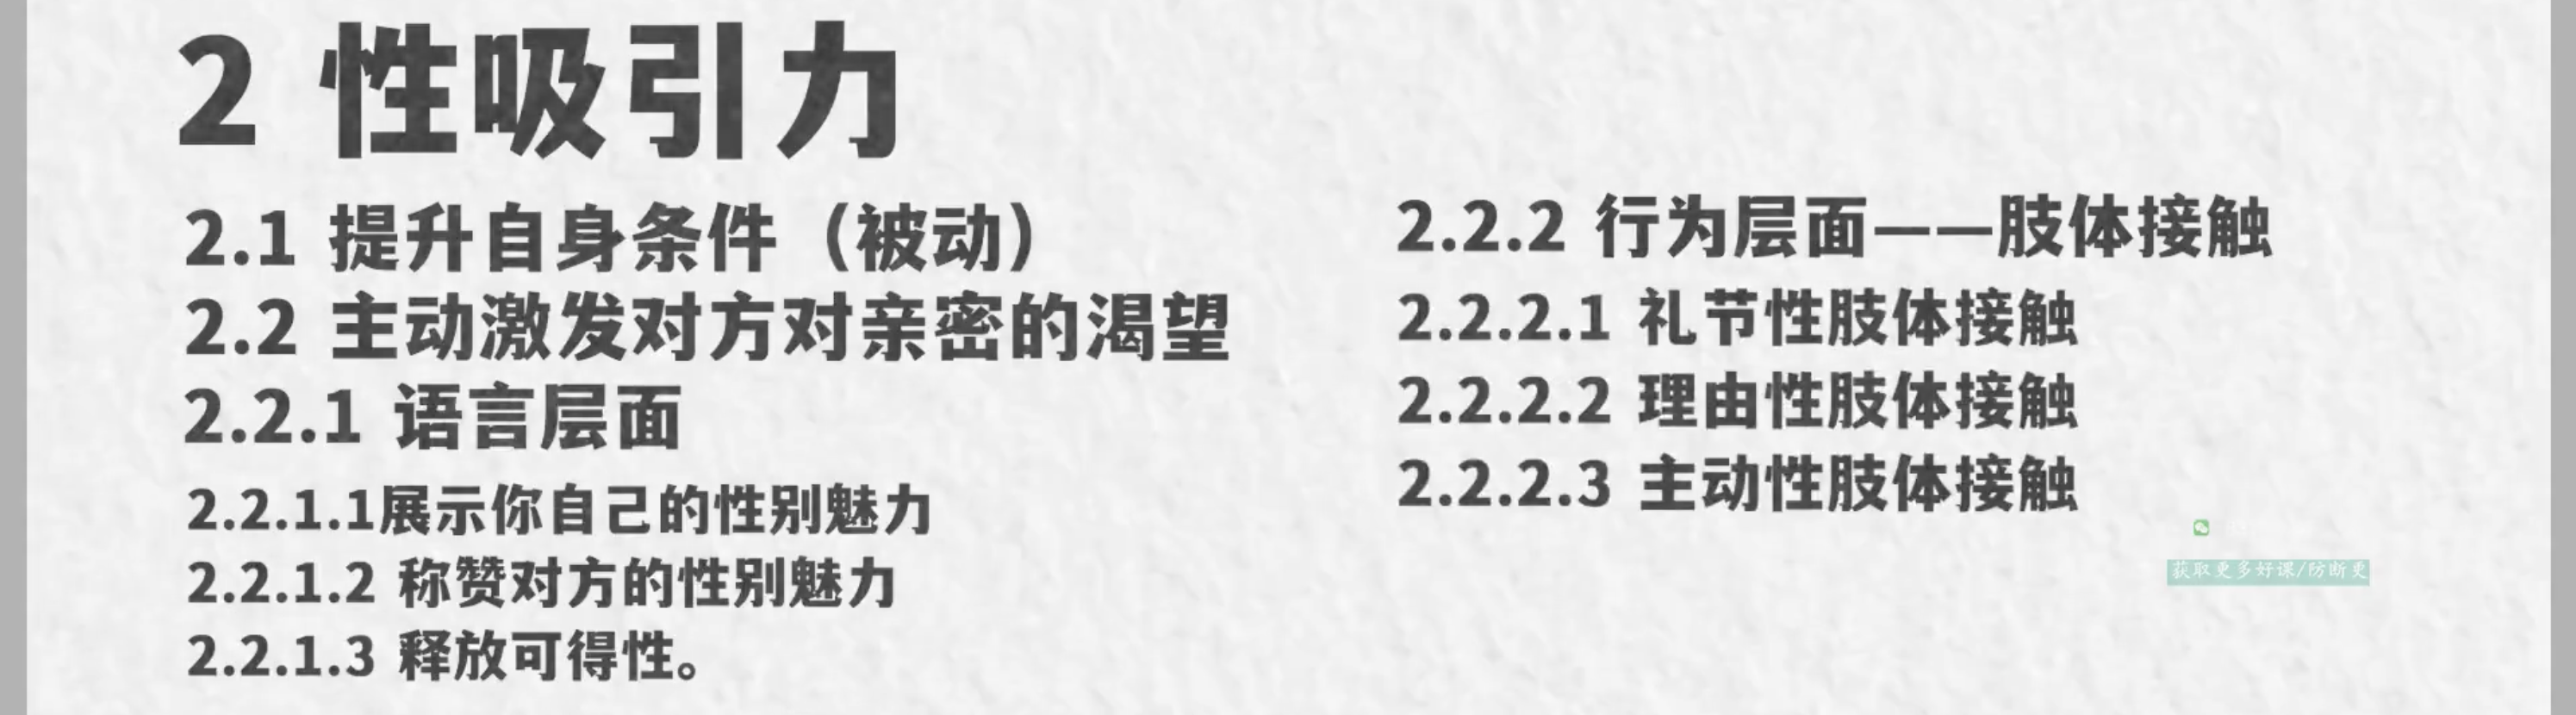 2 性吸引力
2.1 提升自身条件（被动）
2.2 主动激发对方对亲密的渴望
2.2.1 语言层面
2.2.1.1展示你自己的性别魅力
2.2.1.2 称赞对方的性别魅力
2.2.1.3 释放可得性。
2.2.2 行为层面——肢体接触
2.2.2.1 礼节性肢体接触
2.2.2.2 理由性肢体接触
2.2.2.3 主动性肢体接触
获取更多好课/防断更